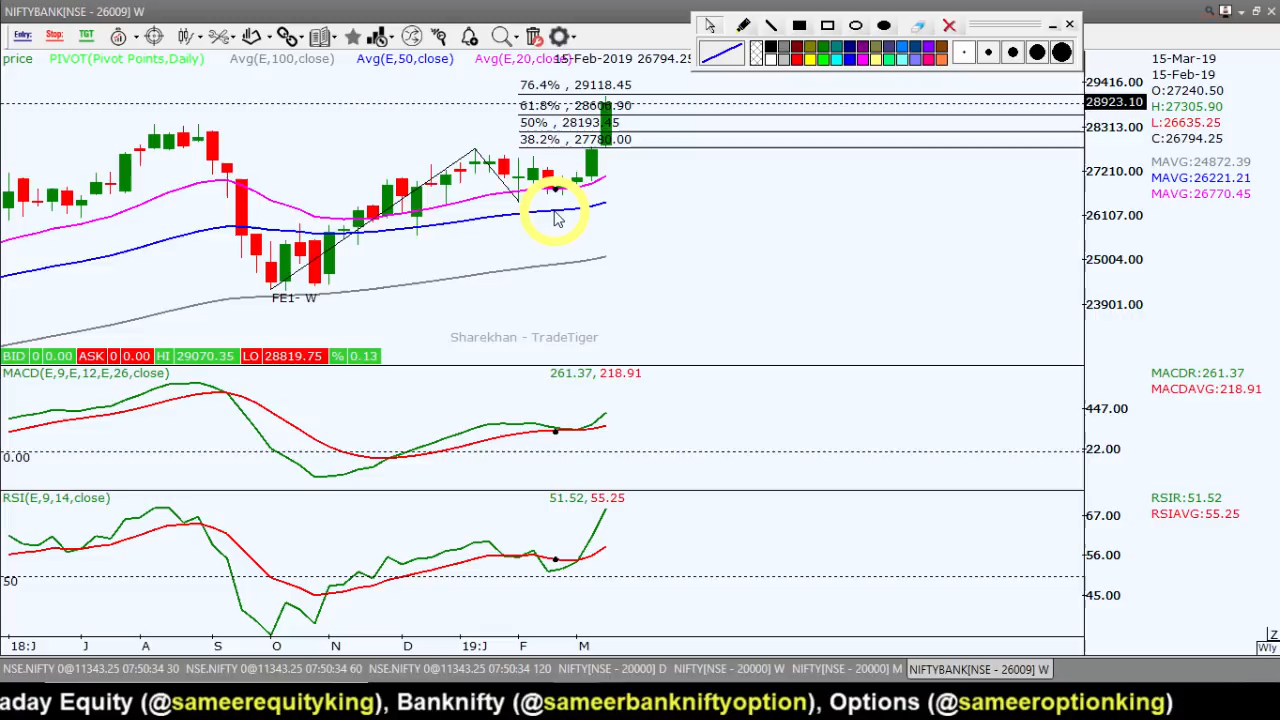 NIFTYBANK[NSE - 26009] W
Entry: Stop: TGT
price PIVOT(Pivot Points,Daily) Avg(E,100,close) Avg(E,50,close) Avg(E,20,close) 15-Feb-2019 26794.25
15-Mar-19
15-Feb-19
O:27240.50
H:27305.90
L:26635.25
C:26794.25
MAVG:24872.39
MAVG:26221.21
MAVG:26770.45
76.4% , 29118.45
61.8% , 28606.90
50% , 28193.45
38.2% , 27780.00
29416.00
28923.10
28313.00
27210.00
26107.00
25004.00
23901.00
FE1- W
Sharekhan - TradeTiger
BID 0 0.00 ASK 0 0.00 HI 29070.35 LO 28819.75 % 0.13
MACD(E,9,E,12,E,26,close) 261.37, 218.91
MACDR:261.37
MACDAVG:218.91
447.00
22.00
0.00
RSI(E,9,14,close) 51.52, 55.25
RSIR:51.52
RSIAVG:55.25
67.00
56.00
45.00
50
18:J J A S O N D 19:J F M
Z
Wly
NSE.NIFTY 0@11343.25 07:50:34 30 NSE.NIFTY 0@11343.25 07:50:34 60 NSE.NIFTY 0@11343.25 07:50:34 120 NIFTY[NSE - 20000] D NIFTY[NSE - 20000] W NIFTY[NSE - 20000] M NIFTYBANK[NSE - 26009] W
aday Equity (@sameerequityking), Banknifty (@sameerbankniftyoption), Options (@sameeroptionking)